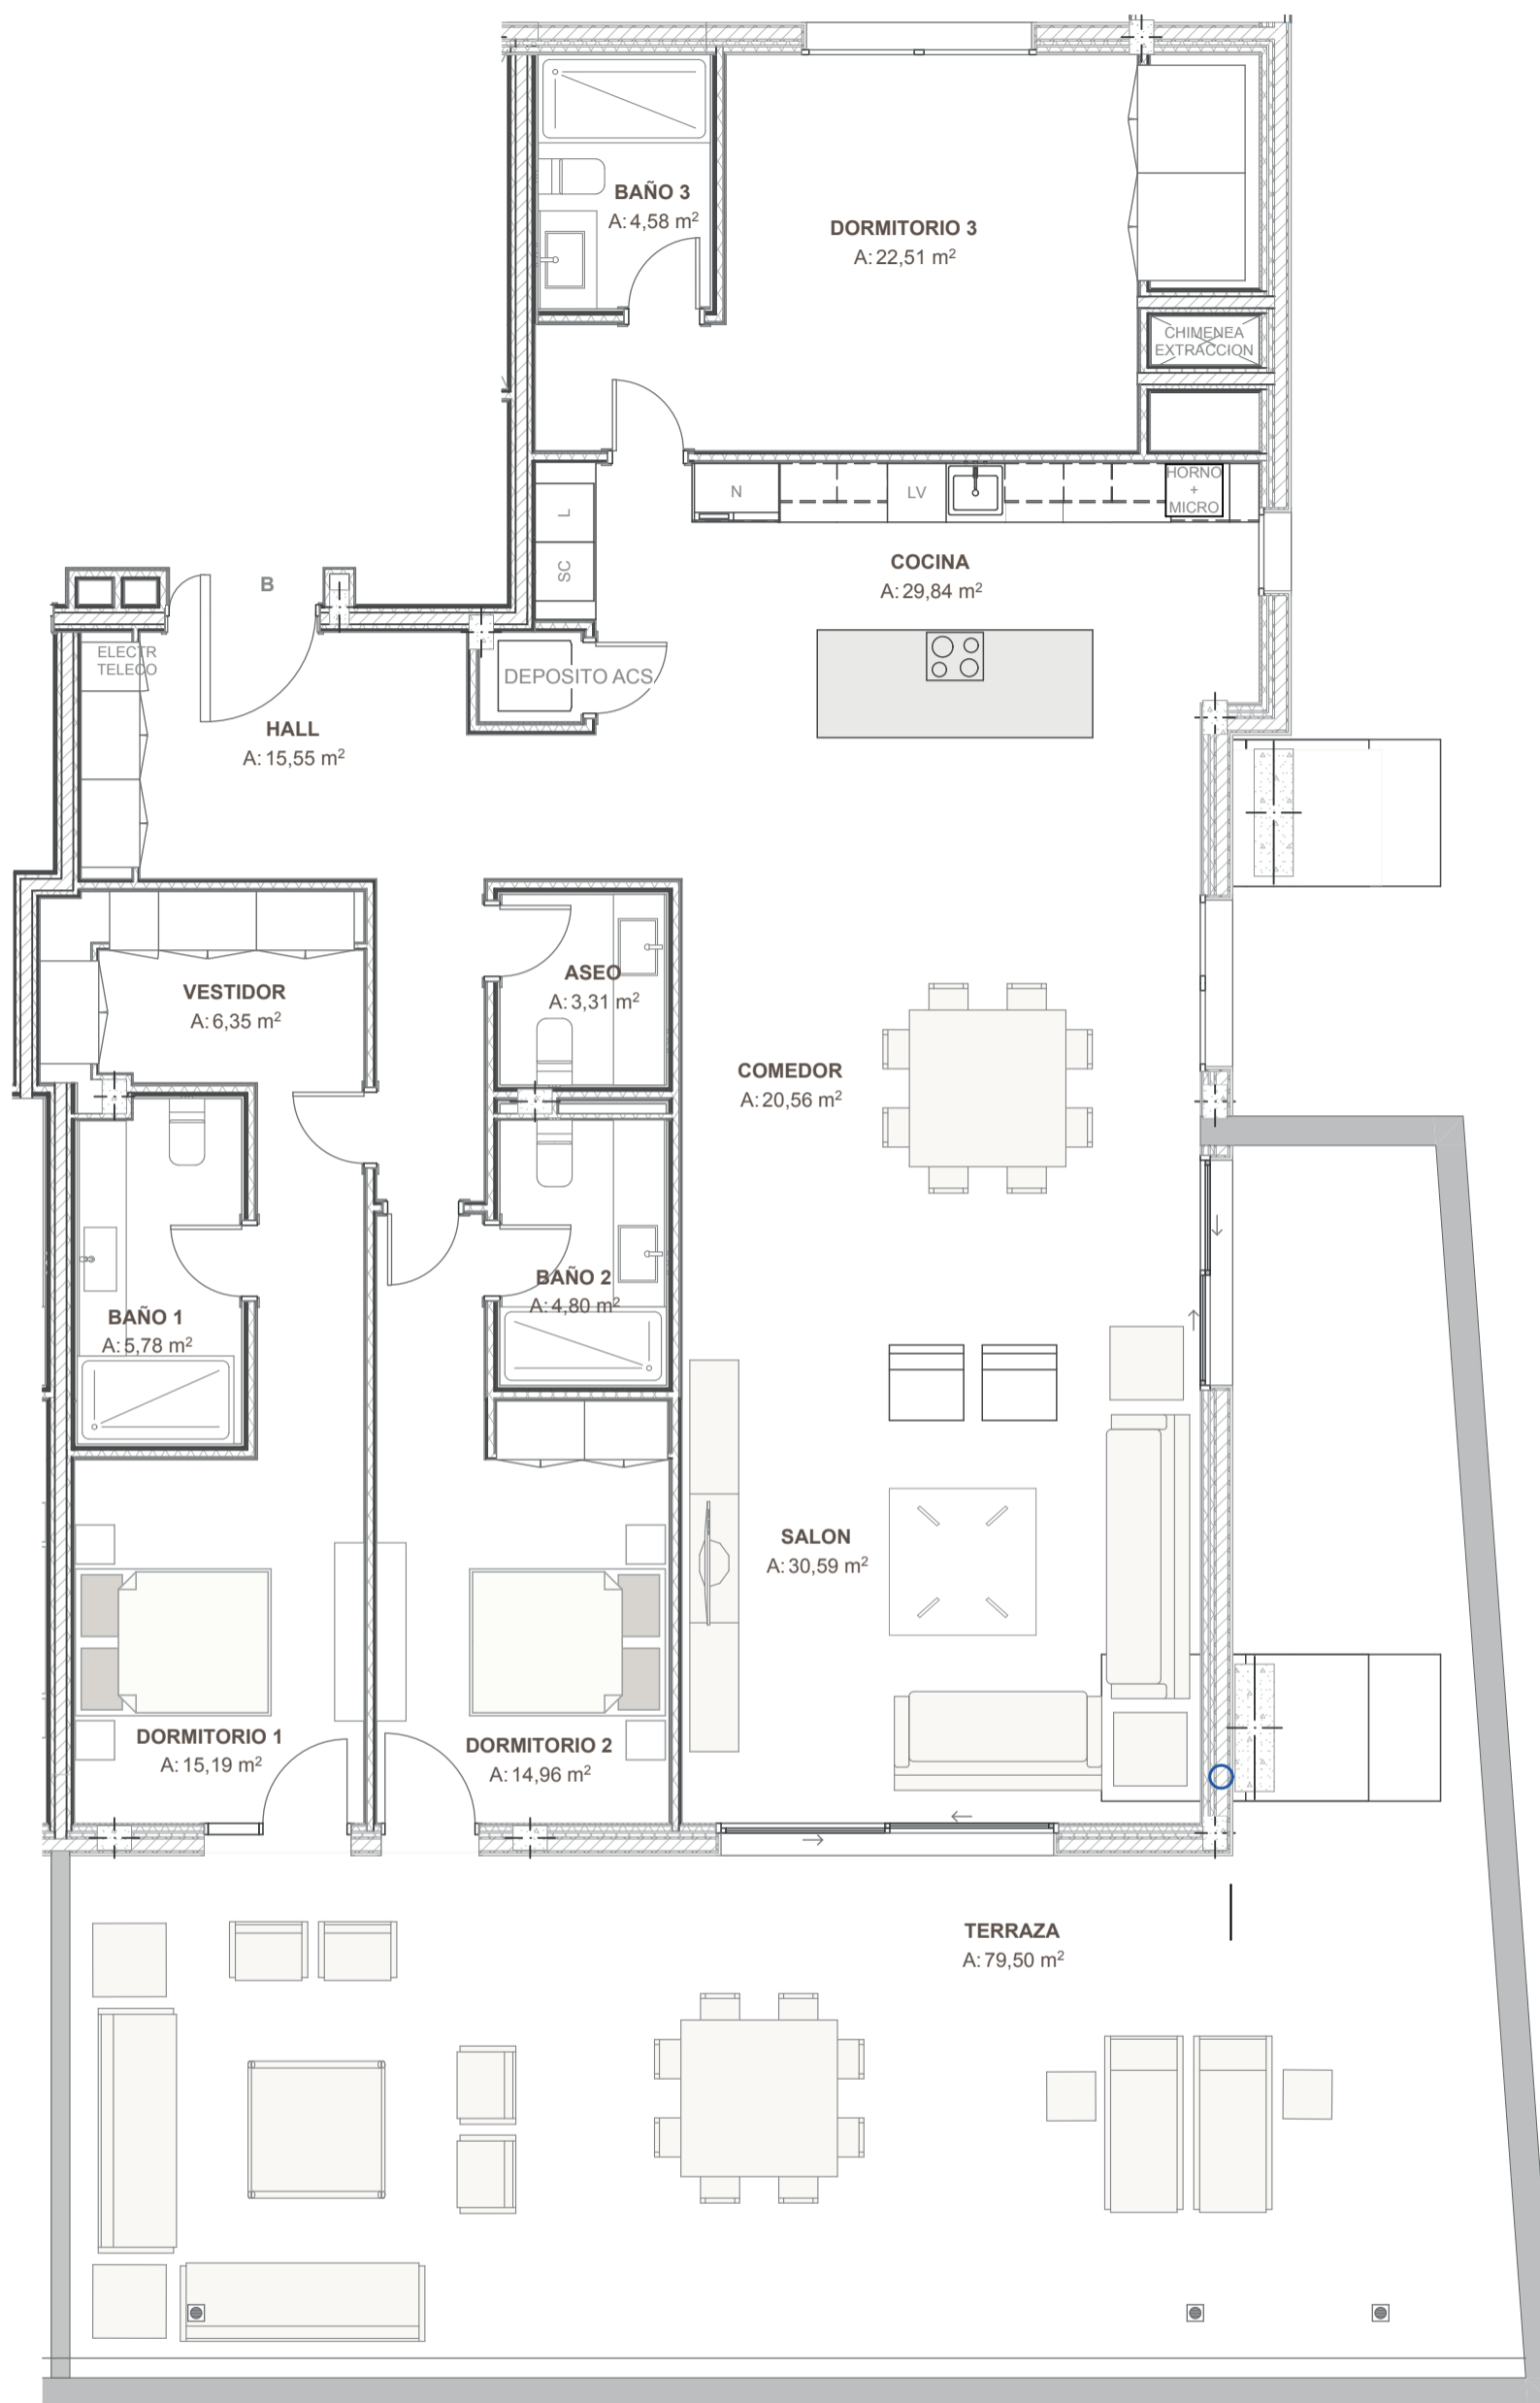 BAÑO 3
A: 4,58 m²
DORMITORIO 3
A: 22,51 m²
CHIMENEA
EXTRACCION
N
LV
HORNO
+
MICRO
L
SC
COCINA
A: 29,84 m²
B
ELECTR
TELECO
DEPOSITO ACS
HALL
A: 15,55 m²
ASEO
A: 3,31 m²
VESTIDOR
A: 6,35 m²
COMEDOR
A: 20,56 m²
BAÑO 2
A: 4,80 m²
BAÑO 1
A: 5,78 m²
SALON
A: 30,59 m²
DORMITORIO 1
A: 15,19 m²
DORMITORIO 2
A: 14,96 m²
TERRAZA
A: 79,50 m²